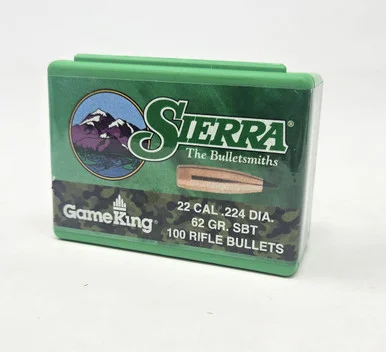 SIERRA®
The Bulletsmiths
GameKing®
22 CAL .224 DIA.
62 GR. SBT
100 RIFLE BULLETS